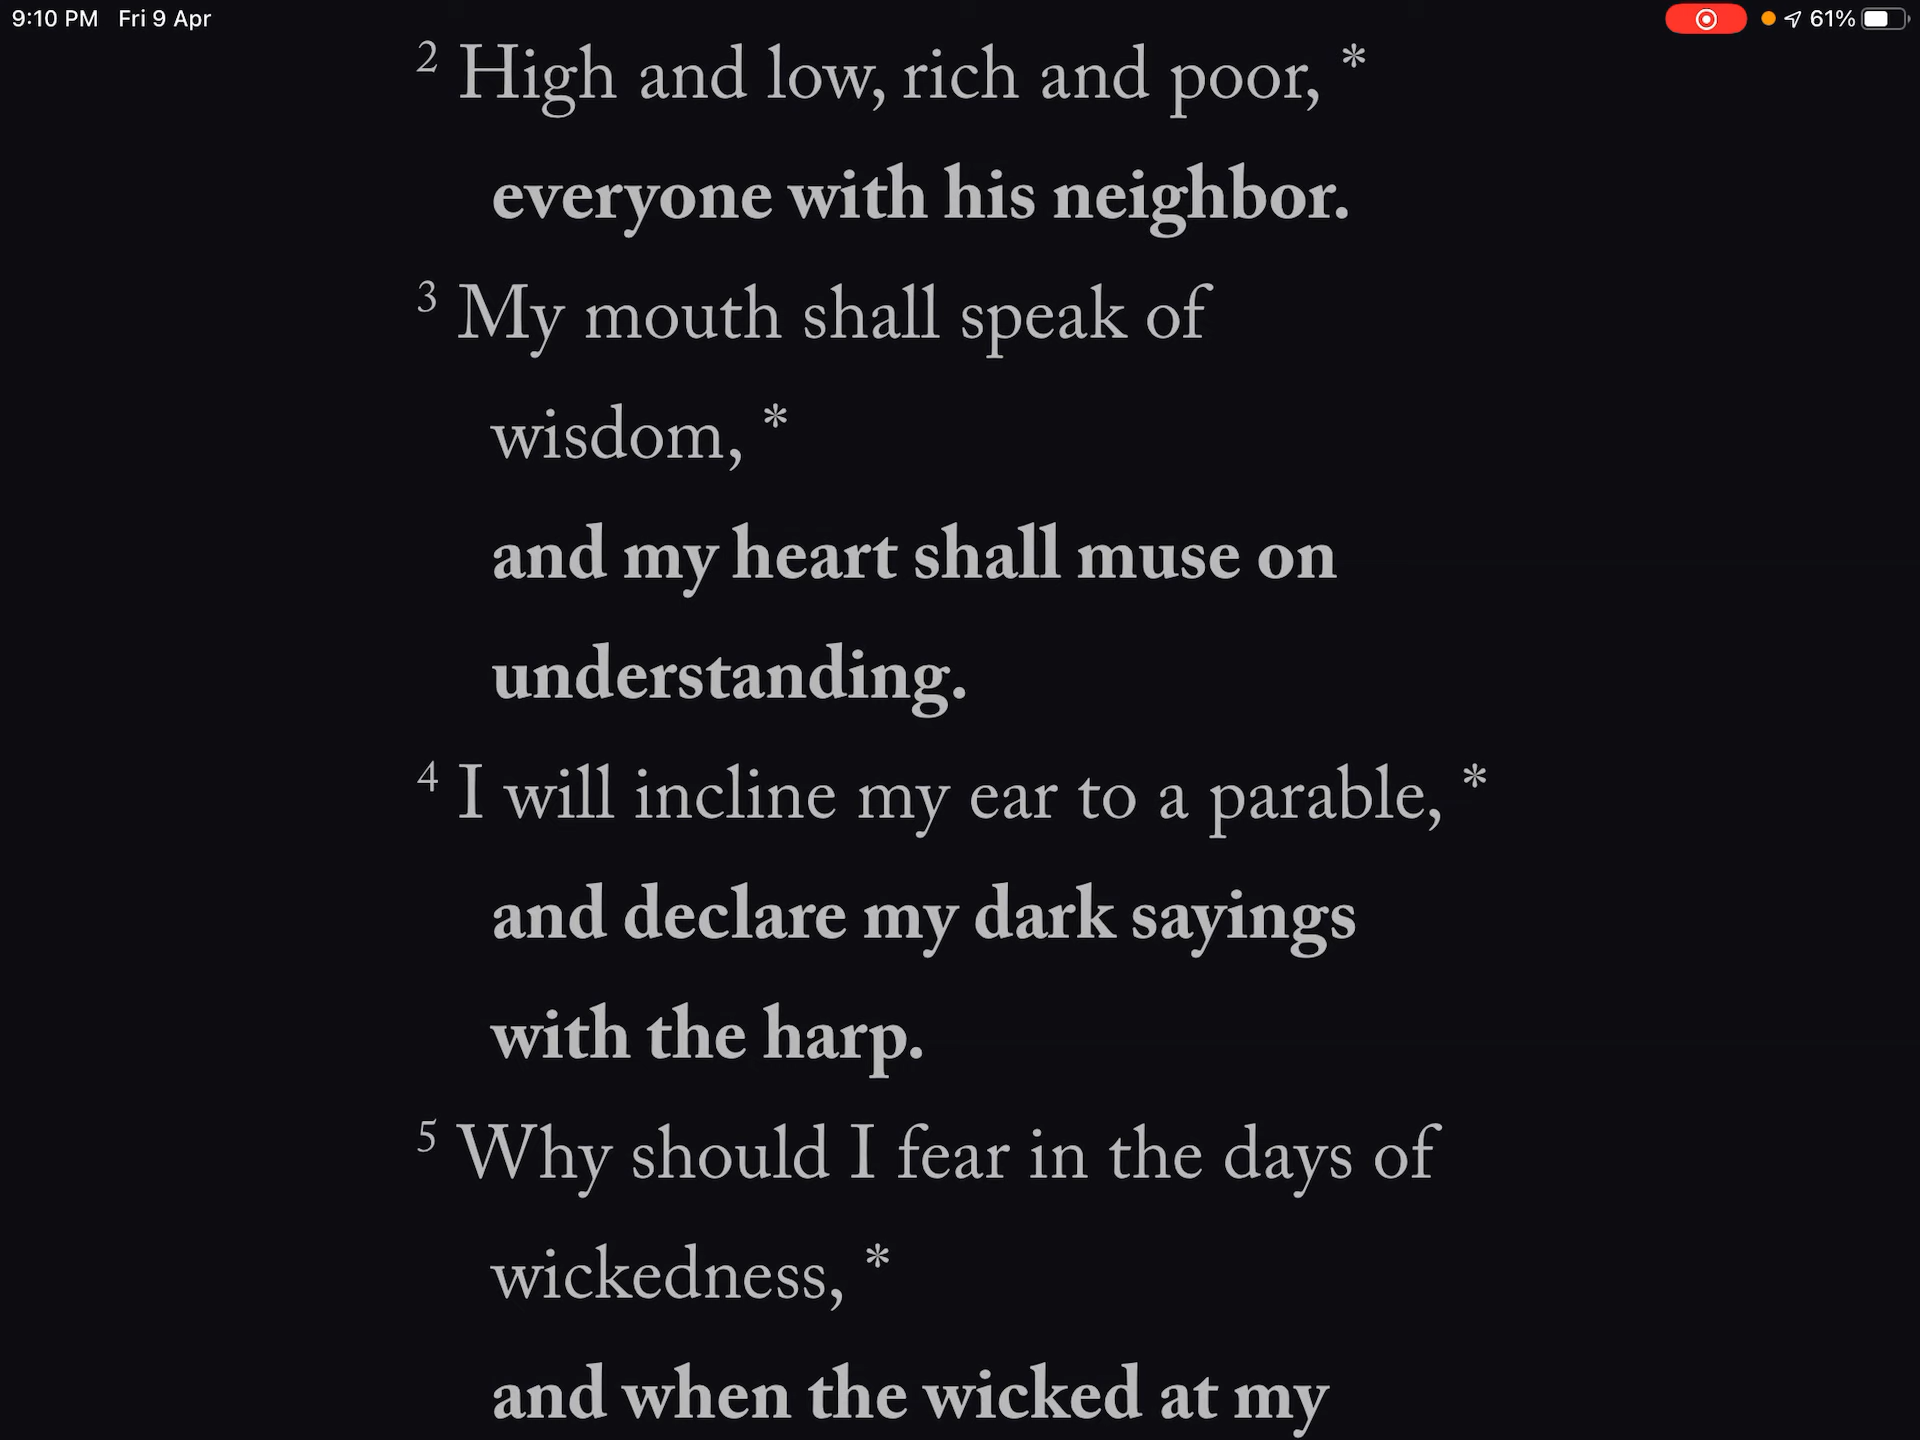 9:10 PM Fri 9 Apr 61%
2 High and low, rich and poor, *
everyone with his neighbor.
3 My mouth shall speak of
wisdom, *
and my heart shall muse on
understanding.
4 I will incline my ear to a parable, *
and declare my dark sayings
with the harp.
5 Why should I fear in the days of
wickedness, *
and when the wicked at my